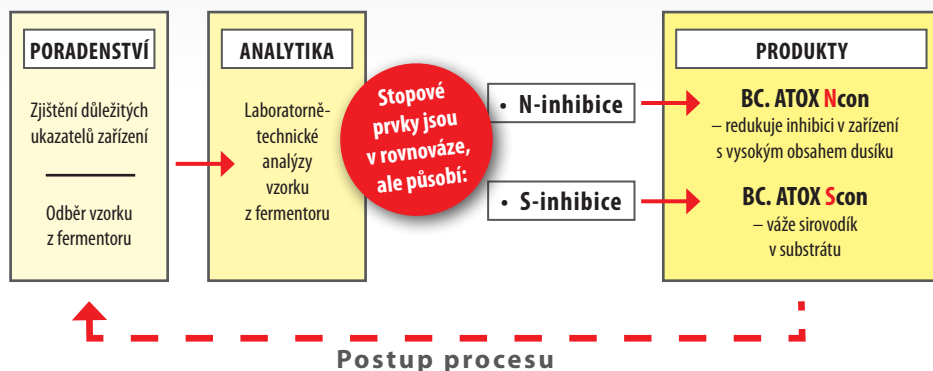 PORADENSTVÍ
Zjištění důležitých
ukazatelů zařízení
Odběr vzorku
z fermentoru
ANALYTIKA
Laboratorně-
technické
analýzy
vzorku
z fermentoru
Stopové
prvky jsou
v rovnováze,
ale působí:
• N-inhibice
• S-inhibice
PRODUKTY
BC. ATOX Ncon
– redukuje inhibici v zařízení
s vysokým obsahem dusíku
BC. ATOX Scon
– váže sirovodík
v substrátu
Postup procesu